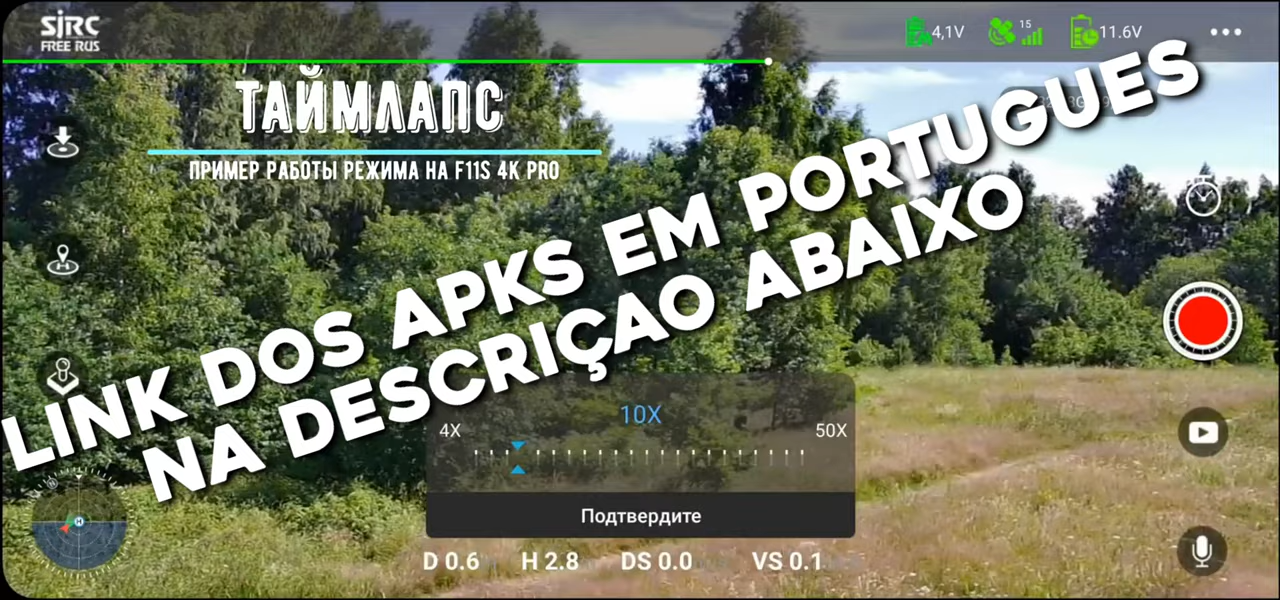 SJRC
FREE RUS
4,1V
15
11.6V
ТАЙМЛАПС
ПРИМЕР РАБОТЫ РЕЖИМА НА F11S 4K PRO
LINK DOS APKS EM PORTUGUES
NA DESCRIÇAO ABAIXO
10X
4X
50X
Подтвердите
D 0.6
H 2.8
DS 0.0
VS 0.1
H